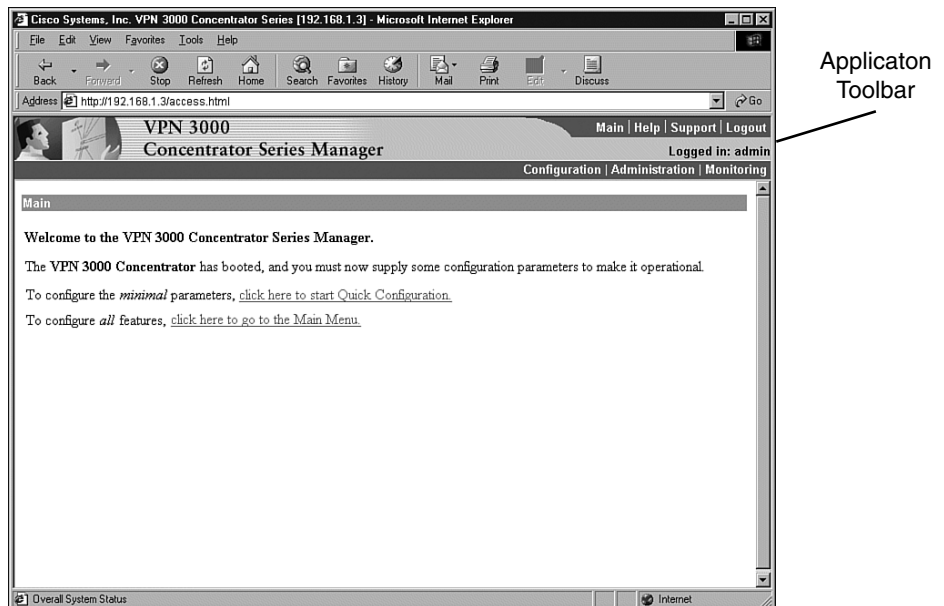 Cisco Systems, Inc. VPN 3000 Concentrator Series [192.168.1.3] - Microsoft Internet Explorer
File Edit View Favorites Tools Help
Back Forward Stop Refresh Home Search Favorites History Mail Print Edit Discuss
Address http://192.168.1.3/access.html Go
Applicaton
Toolbar
VPN 3000
Concentrator Series Manager
Main | Help | Support | Logout
Logged in: admin
Configuration | Administration | Monitoring
Main
Welcome to the VPN 3000 Concentrator Series Manager.
The VPN 3000 Concentrator has booted, and you must now supply some configuration parameters to make it operational.
To configure the minimal parameters, click here to start Quick Configuration.
To configure all features, click here to go to the Main Menu.
Overall System Status Internet